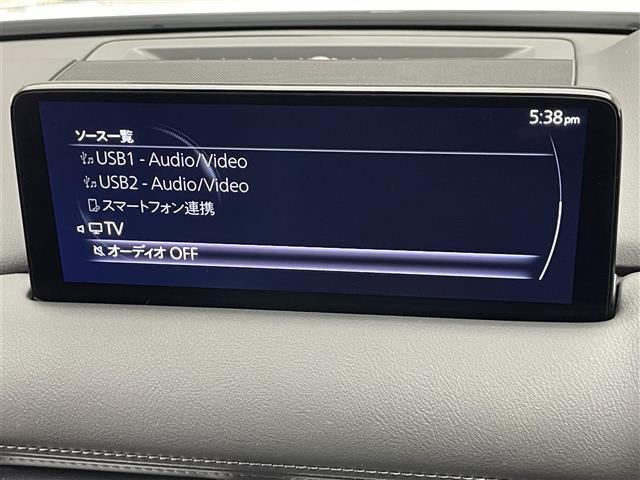 5:38pm
ソース一覧
USB1 - Audio/Video
USB2 - Audio/Video
スマートフォン連携
TV
オーディオ OFF